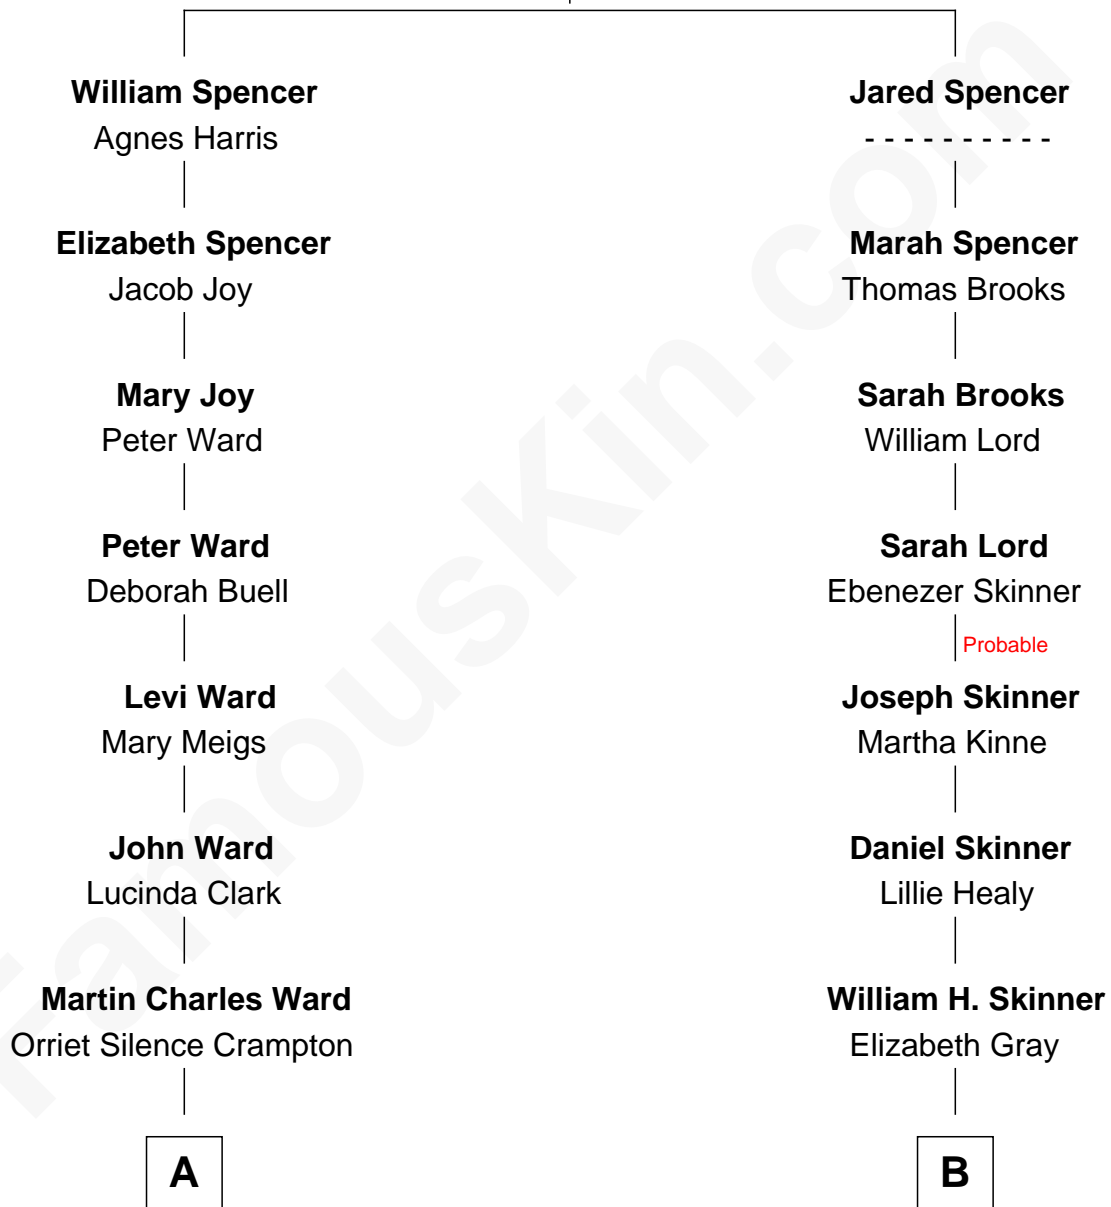 William Spencer
Agnes Harris
Elizabeth Spencer
Jacob Joy
Mary Joy
Peter Ward
Peter Ward
Deborah Buell
Levi Ward
Mary Meigs
John Ward
Lucinda Clark
Martin Charles Ward
Orriet Silence Crampton
A
Jared Spencer
- - - - - - - - - -
Marah Spencer
Thomas Brooks
Sarah Brooks
William Lord
Sarah Lord
Ebenezer Skinner
Probable
Joseph Skinner
Martha Kinne
Daniel Skinner
Lillie Healy
William H. Skinner
Elizabeth Gray
B
FamousKin.com